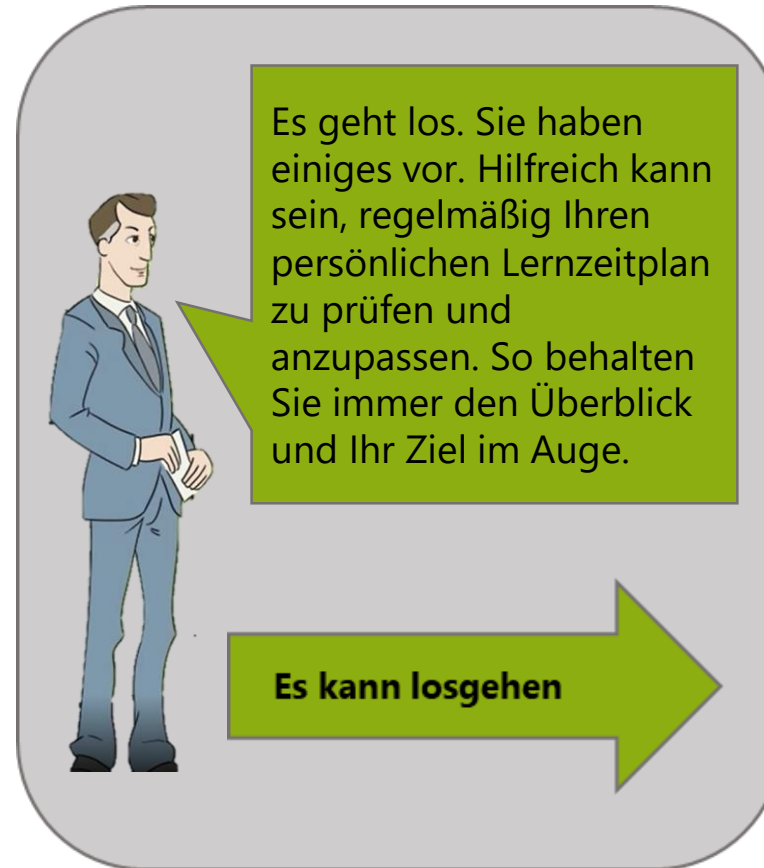 Es geht los. Sie haben
einiges vor. Hilfreich kann
sein, regelmäßig Ihren
persönlichen Lernzeitplan
zu prüfen und
anzupassen. So behalten
Sie immer den Überblick
und Ihr Ziel im Auge.
Es kann losgehen